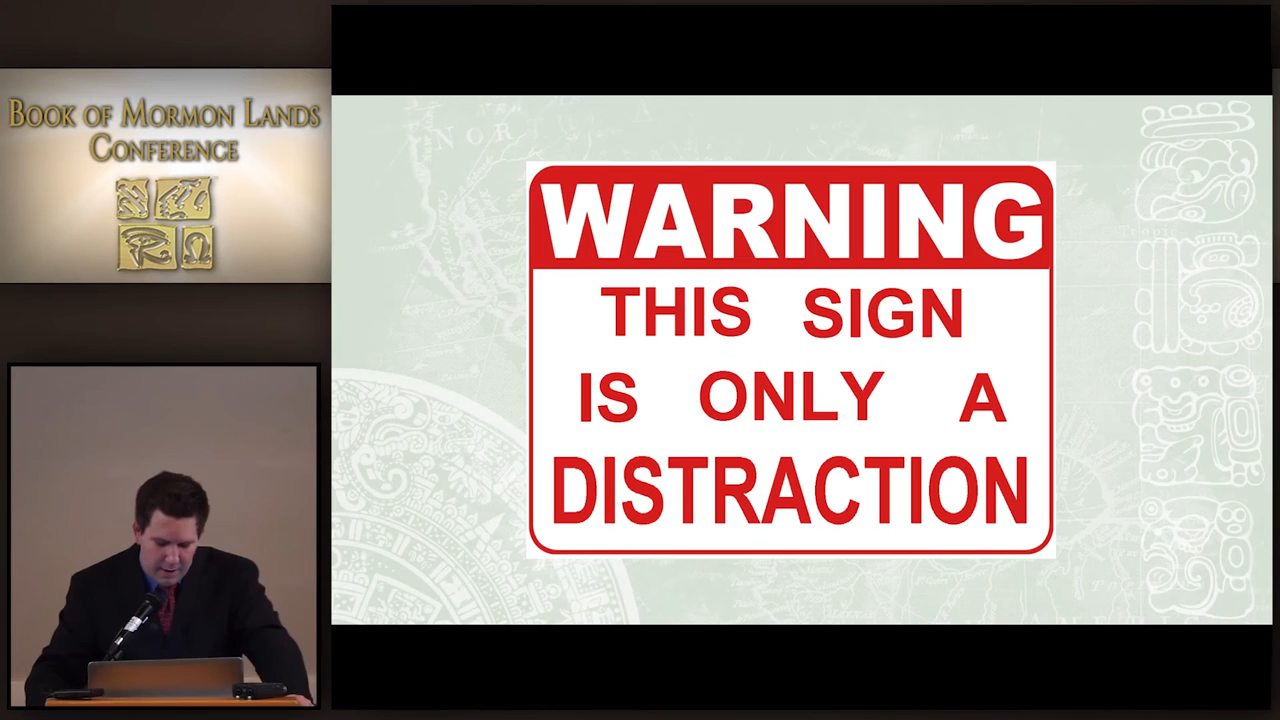 BOOK OF MORMON LANDS
CONFERENCE
WARNING
THIS SIGN
IS ONLY A
DISTRACTION